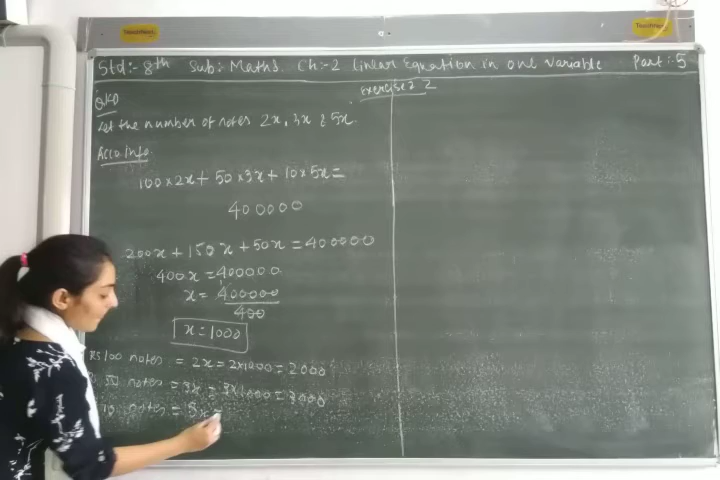 TeachNext
TeachNext
Std:- 8th Sub:- Maths. Ch:-2 Linear Equation in one variable Part:5
Exercise 2.2
Let the number of notes 2x, 3x & 5x.
Acco. Info
100×2x+50×3x+10×5x=
400000
200x+150x+50x=400000
400x=400000
x=400000
400
x=1000
Rs 100 notes = 2x=2×1000=2000
50 notes = 3x=3×1000=3000
10 notes = 5x=